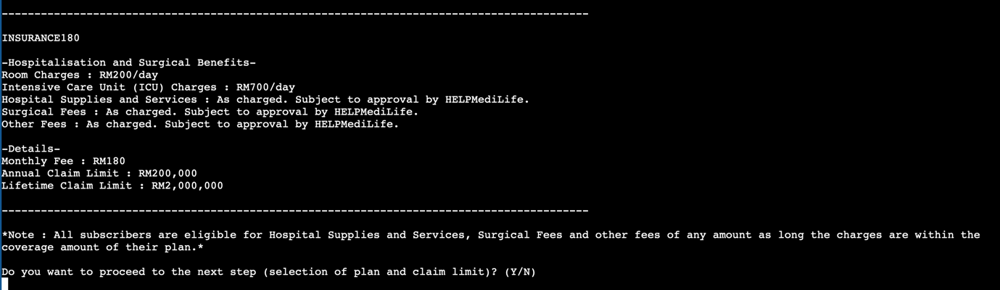 ------------------------------------------------------------------------------------------
INSURANCE180
-Hospitalisation and Surgical Benefits-
Room Charges : RM200/day
Intensive Care Unit (ICU) Charges : RM700/day
Hospital Supplies and Services : As charged. Subject to approval by HELPMediLife.
Surgical Fees : As charged. Subject to approval by HELPMediLife.
Other Fees : As charged. Subject to approval by HELPMediLife.
-Details-
Monthly Fee : RM180
Annual Claim Limit : RM200,000
Lifetime Claim Limit : RM2,000,000
------------------------------------------------------------------------------------------
*Note : All subscribers are eligible for Hospital Supplies and Services, Surgical Fees and other fees of any amount as long the charges are within the
coverage amount of their plan.*
Do you want to proceed to the next step (selection of plan and claim limit)? (Y/N)